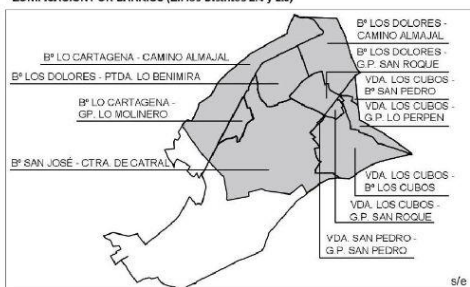 Bº LO CARTAGENA - CAMINO ALMAJAL
Bº LOS DOLORES - PTDA. LO BENIMIRA
Bº LO CARTAGENA -
GP. LO MOLINERO
Bº SAN JOSÉ - CTRA. DE CATRAL
Bº LOS DOLORES -
CAMINO ALMAJAL
Bº LOS DOLORES -
G.P. SAN ROQUE
VDA. LOS CUBOS -
Bº SAN PEDRO
VDA. LOS CUBOS -
G.P. LO PERPEN
VDA. LOS CUBOS -
Bº LOS CUBOS
VDA. LOS CUBOS -
G.P. SAN ROQUE
VDA. SAN PEDRO -
G.P. SAN PEDRO
s/e